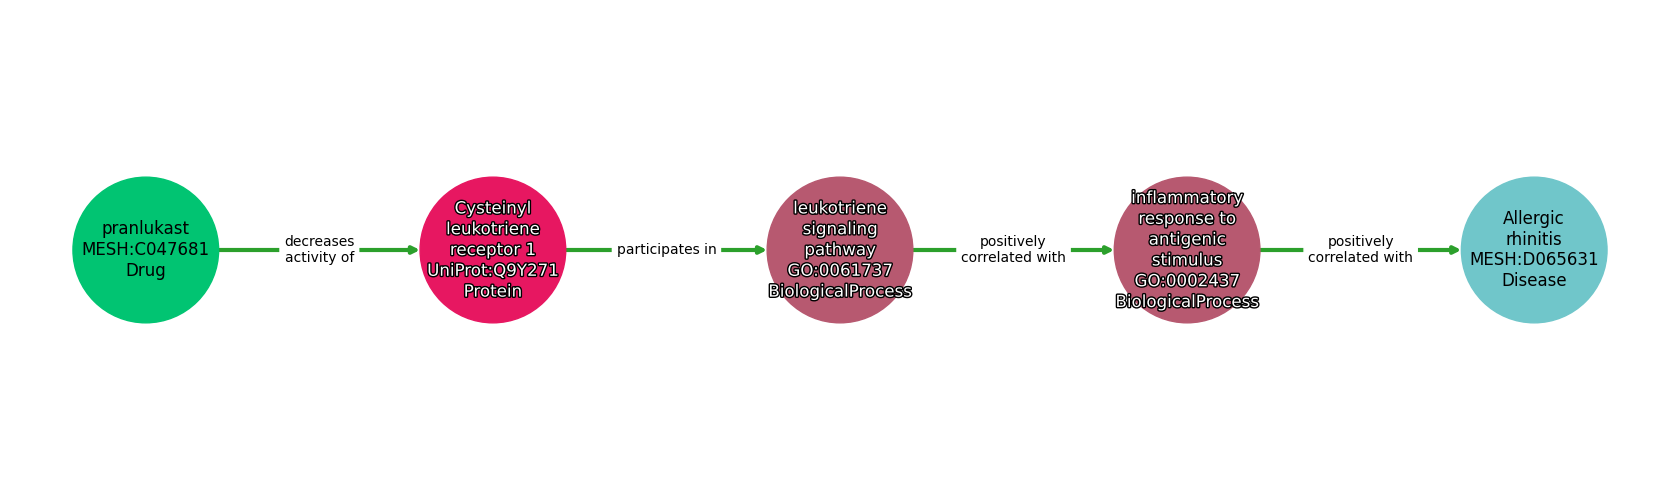 pranlukast
MESH:C047681
Drug
decreases
activity of
Cysteinyl
leukotriene
receptor 1
UniProt:Q9Y271
Protein
participates in
leukotriene
signaling
pathway
GO:0061737
BiologicalProcess
positively
correlated with
inflammatory
response to
antigenic
stimulus
GO:0002437
BiologicalProcess
positively
correlated with
Allergic
rhinitis
MESH:D065631
Disease